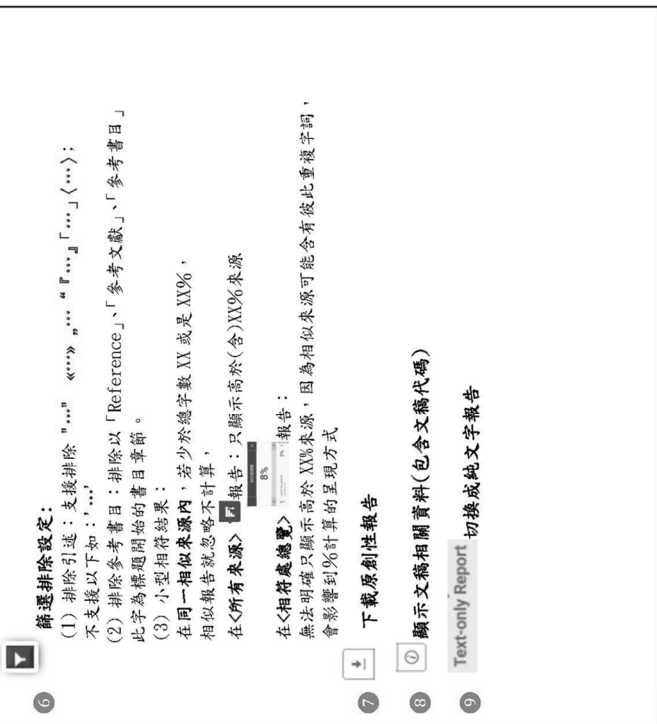 6 篩選排除設定:
(1) 排除引述：支援排除 "…" «…» „…“『…』「…」〈…〉；
不支援以下如：'…'
(2) 排除參考書目：排除以「Reference」、「參考文獻」、「參考書目」
此字為標題開始的書目章節。
(3) 小型相符結果：
在同一相似來源內，若少於總字數 XX 或是 XX%，
相似報告就忽略不計算，
在<所有來源> 報告：只顯示高於(含)XX%來源
8%
在<相符處總覽> 報告：
無法明確只顯示高於 XX%來源，因為相似來源可能含有彼此重複字詞，
會影響到%計算的呈現方式
7 下載原創性報告
8 顯示文稿相關資料(包含文稿代碼)
9 Text-only Report 切換成純文字報告